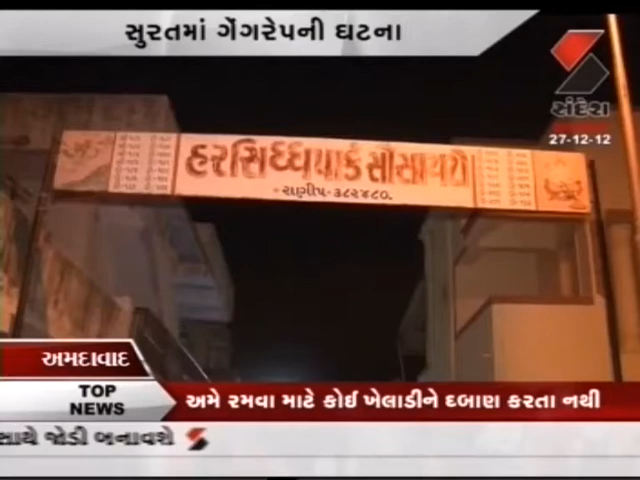 સુરતમાં ગેંગરેપની ઘટના
સંદેશ
27-12-12
હરસિધ્ધપાર્ક સોસાયટી
રાણીપ-૩૮૨૪૮૦.
અમદાવાદ
TOP NEWS
અમે રમવા માટે કોઈ ખેલાડીને દબાણ કરતા નથી
સાથે જોડી બનાવશે